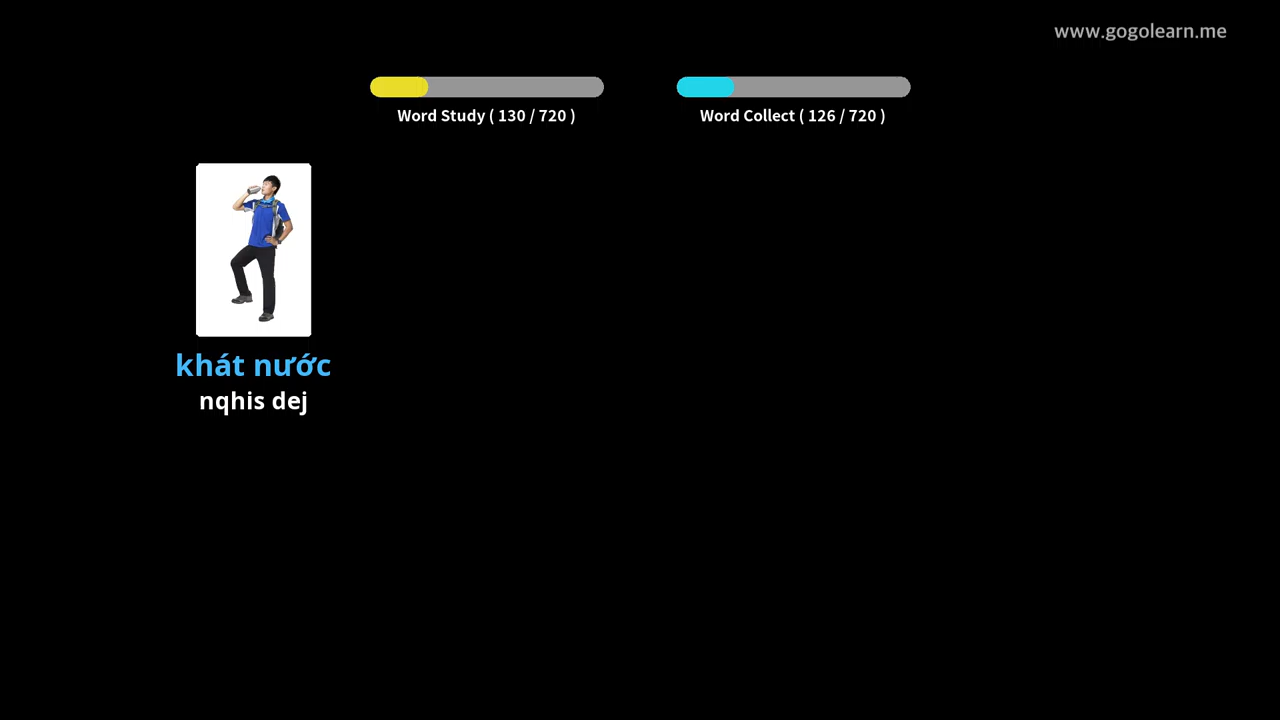 www.gogolearn.me
Word Study ( 130 / 720 )
Word Collect ( 126 / 720 )
khát nước
nqhis dej